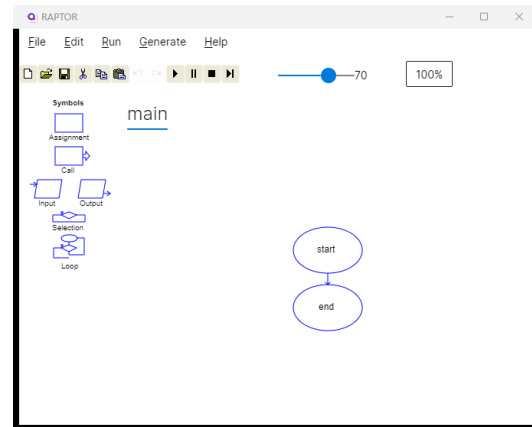 RAPTOR
File Edit Run Generate Help
70 100%
Symbols
main
Assignment
Call
Input Output
Selection
Loop
start
end